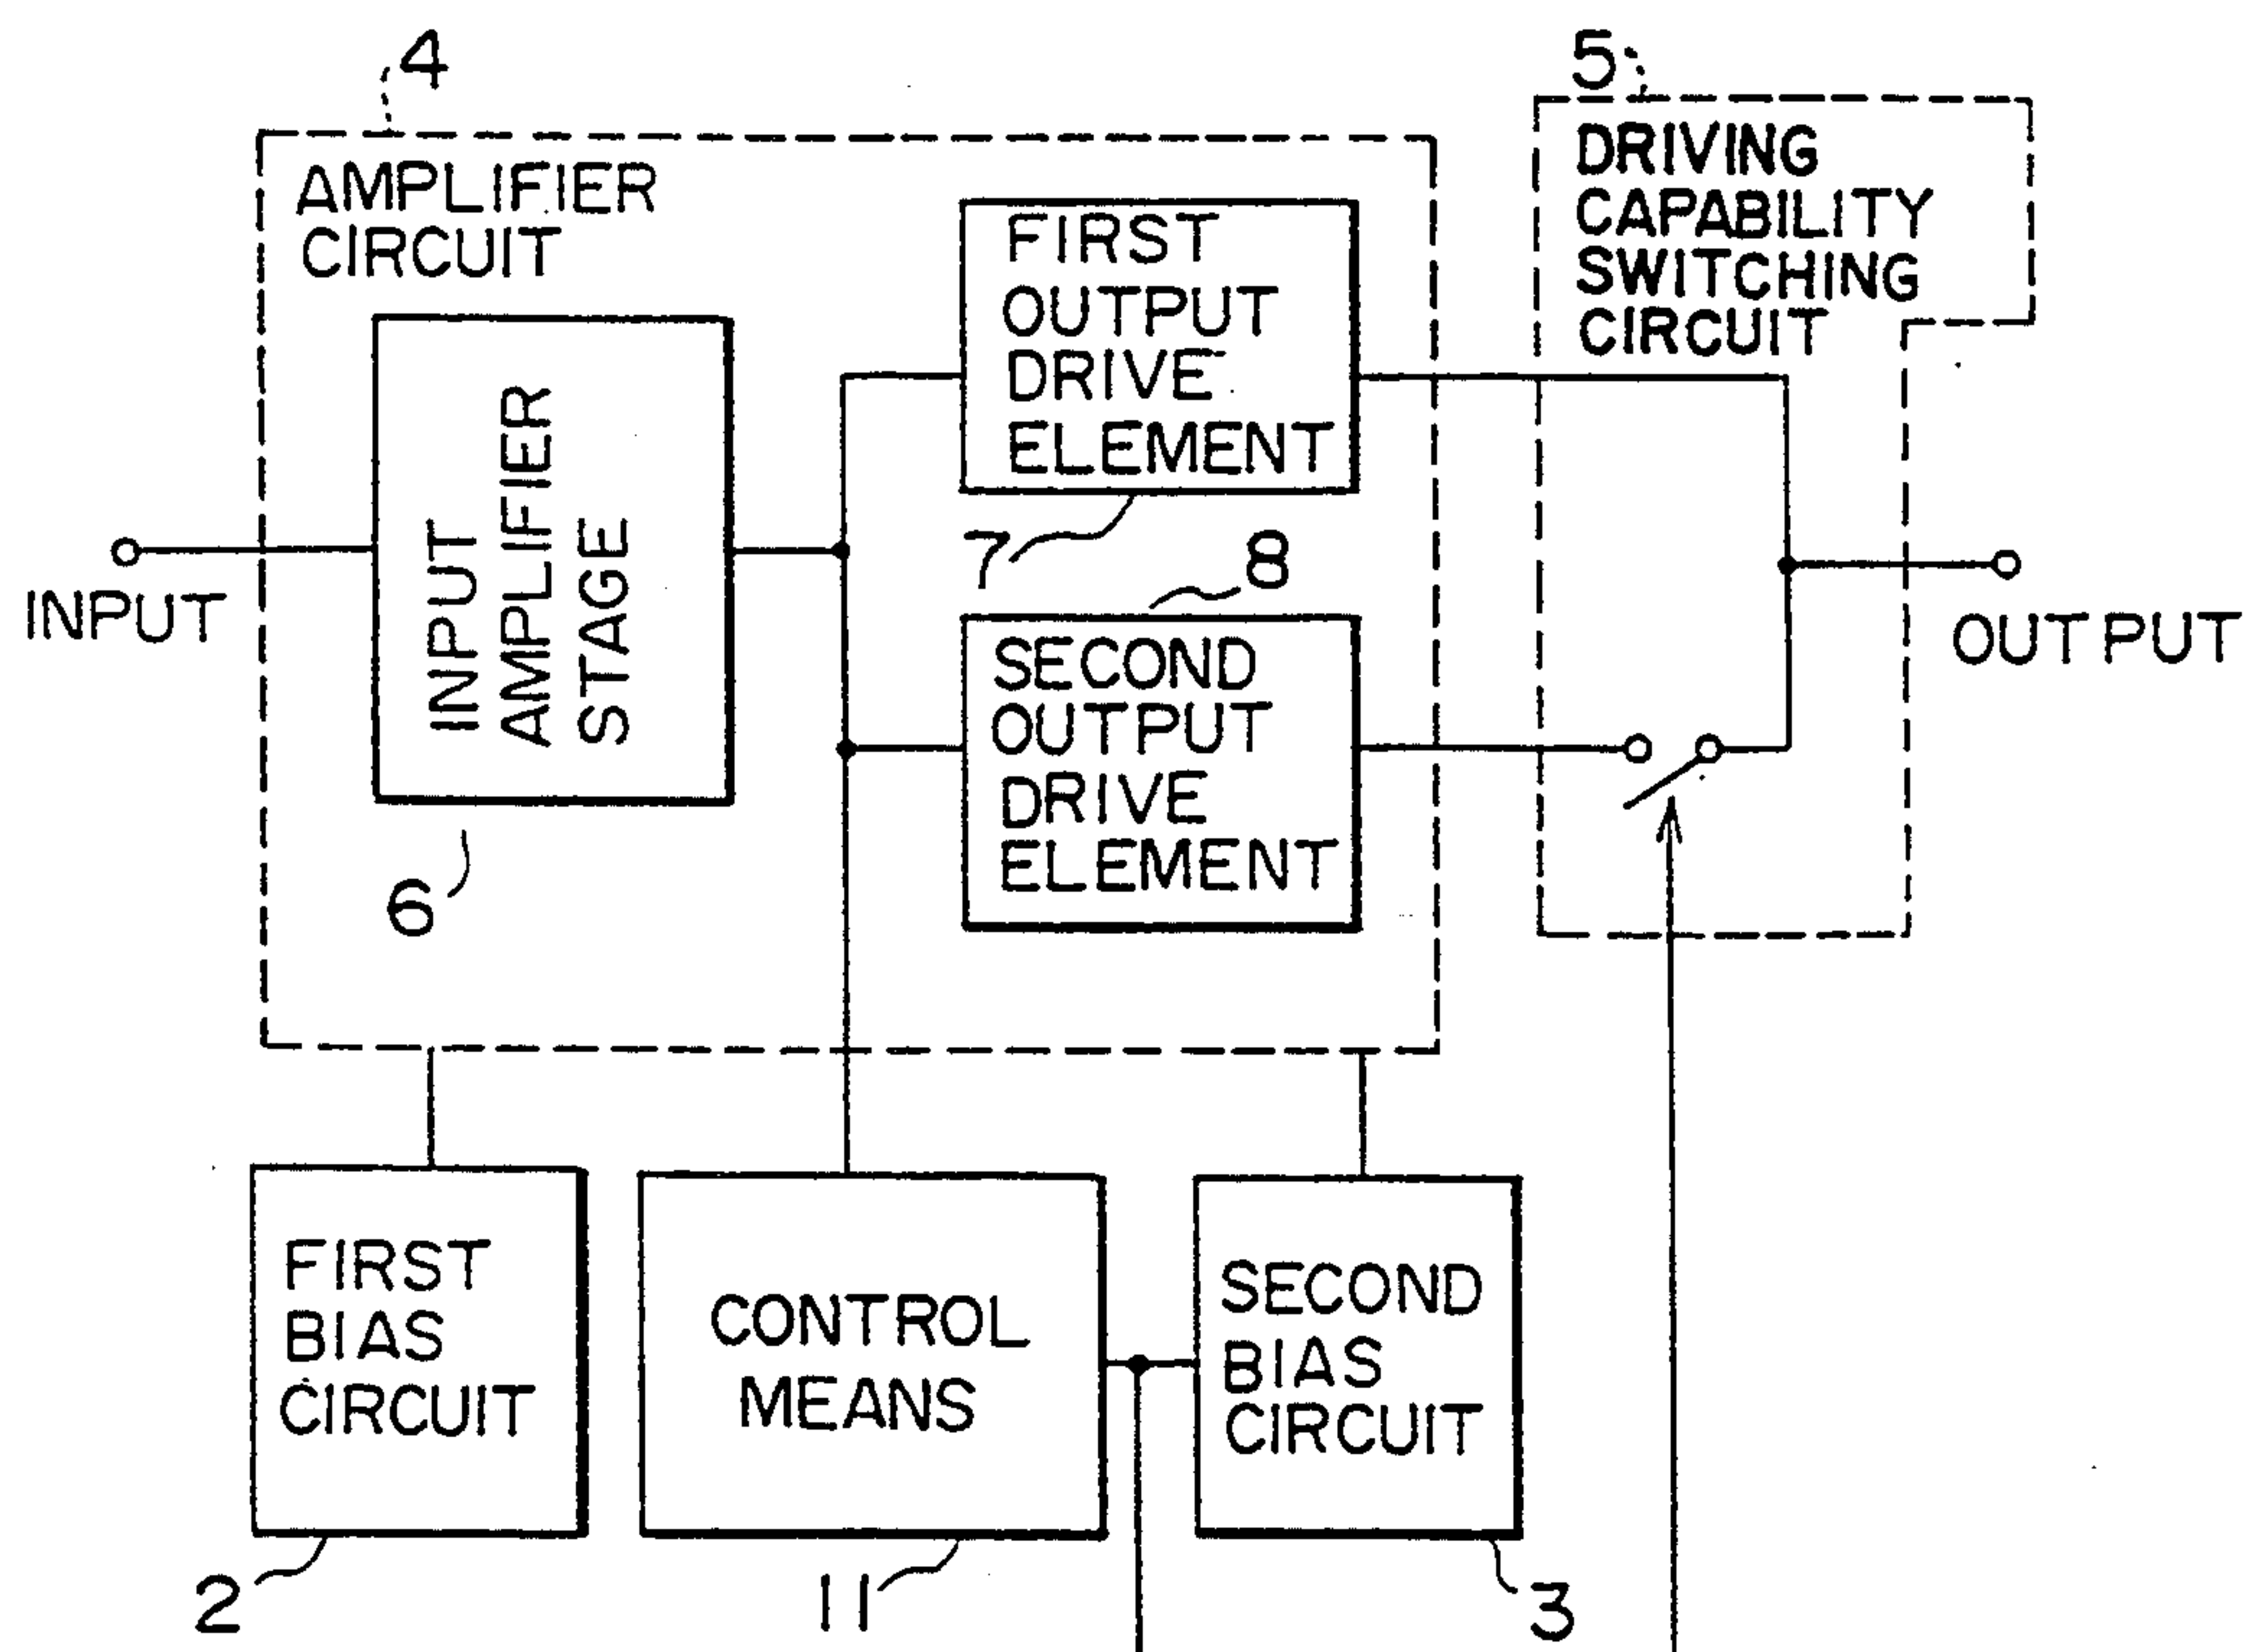 4
5
AMPLIFIER
CIRCUIT
DRIVING
CAPABILITY
SWITCHING
CIRCUIT
FIRST
OUTPUT
DRIVE
ELEMENT
7
INPUT
AMPLIFIER
STAGE
6
INPUT
8
SECOND
OUTPUT
DRIVE
ELEMENT
OUTPUT
FIRST
BIAS
CIRCUIT
2
CONTROL
MEANS
11
SECOND
BIAS
CIRCUIT
3